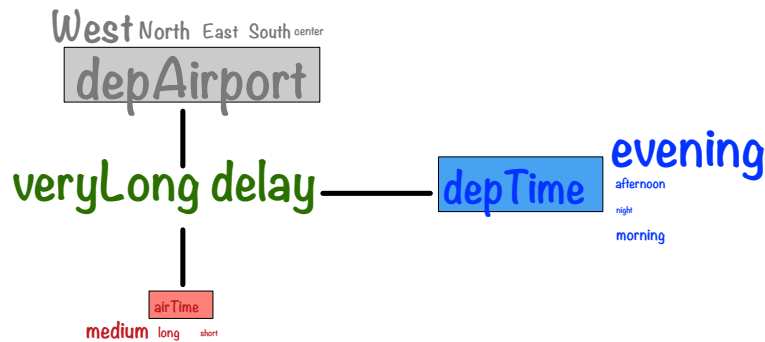 West North East South center
depAirport
veryLong delay
depTime
evening
afternoon
night
morning
airTime
medium long short